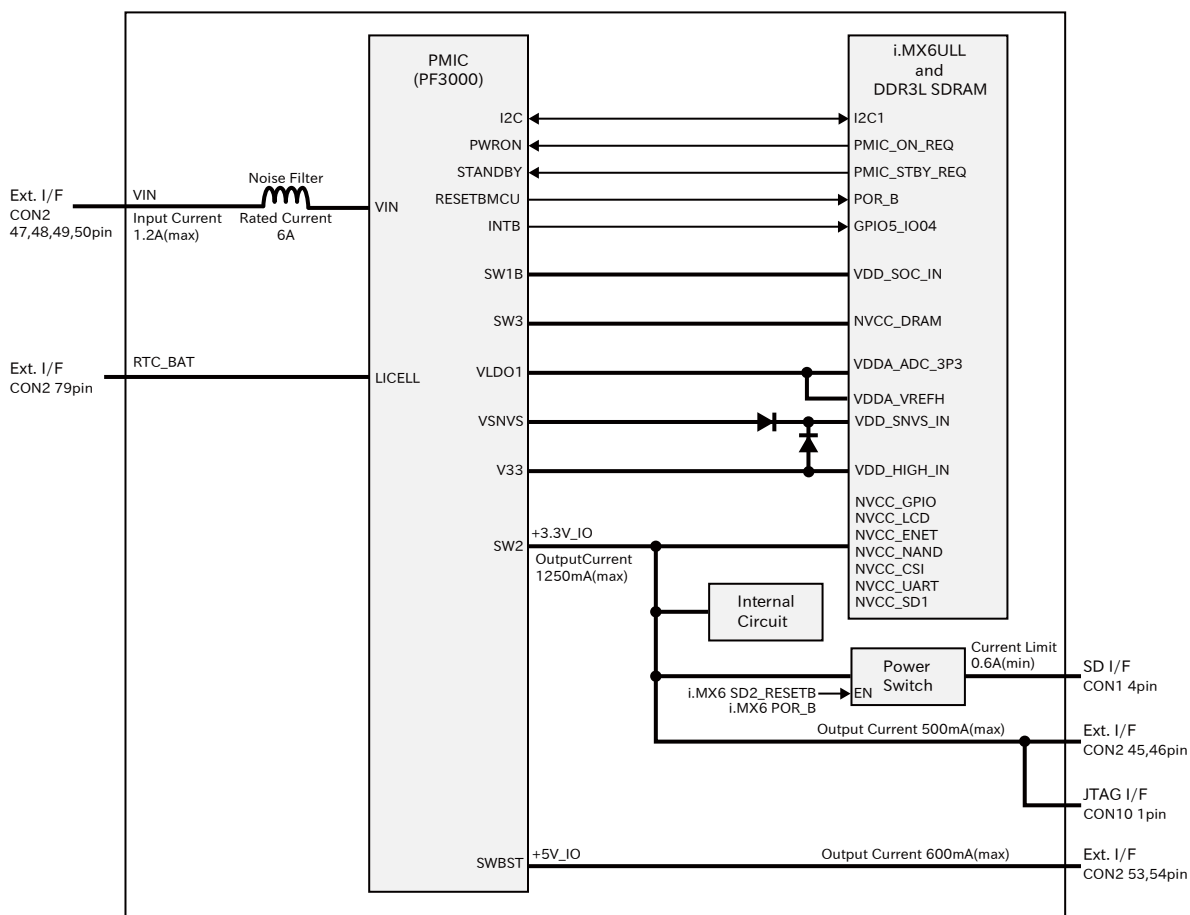 PMIC
(PF3000)
i.MX6ULL
and
DDR3L SDRAM
I2C
I2C1
PWRON
PMIC_ON_REQ
STANDBY
PMIC_STBY_REQ
RESETBMCU
POR_B
INTB
GPIO5_IO04
Ext. I/F
CON2
47,48,49,50pin
VIN
Input Current
1.2A(max)
Noise Filter
Rated Current
6A
VIN
SW1B
VDD_SOC_IN
SW3
NVCC_DRAM
Ext. I/F
CON2 79pin
RTC_BAT
LICELL
VLDO1
VDDA_ADC_3P3
VDDA_VREFH
VSNVS
VDD_SNVS_IN
V33
VDD_HIGH_IN
SW2
+3.3V_IO
OutputCurrent
1250mA(max)
NVCC_GPIO
NVCC_LCD
NVCC_ENET
NVCC_NAND
NVCC_CSI
NVCC_UART
NVCC_SD1
Internal
Circuit
Power
Switch
EN
i.MX6 SD2_RESETB
i.MX6 POR_B
Current Limit
0.6A(min)
SD I/F
CON1 4pin
Output Current 500mA(max)
Ext. I/F
CON2 45,46pin
JTAG I/F
CON10 1pin
SWBST
+5V_IO
Output Current 600mA(max)
Ext. I/F
CON2 53,54pin